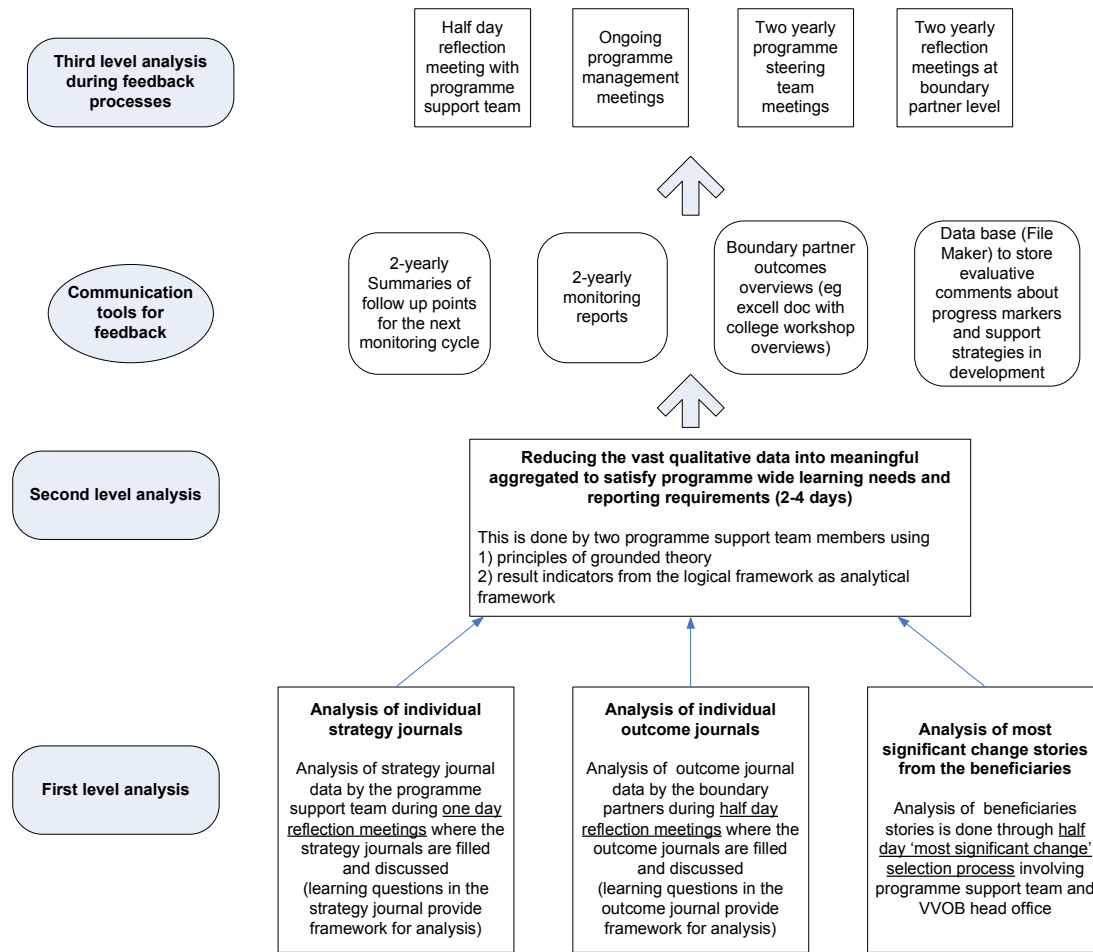 Third level analysis
during feedback
processes
Half day
reflection
meeting with
programme
support team
Ongoing
programme
management
meetings
Two yearly
programme
steering
team
meetings
Two yearly
reflection
meetings at
boundary
partner level
Communication
tools for
feedback
2-yearly
Summaries of
follow up points
for the next
monitoring cycle
2-yearly
monitoring
reports
Boundary partner
outcomes
overviews (eg
excell doc with
college workshop
overviews)
Data base (File
Maker) to store
evaluative
comments about
progress markers
and support
strategies in
development
Second level analysis
Reducing the vast qualitative data into meaningful
aggregated to satisfy programme wide learning needs and
reporting requirements (2-4 days)
This is done by two programme support team members using
1) principles of grounded theory
2) result indicators from the logical framework as analytical
framework
First level analysis
Analysis of individual
strategy journals
Analysis of strategy journal
data by the programme
support team during one day
reflection meetings where the
strategy journals are filled
and discussed
(learning questions in the
strategy journal provide
framework for analysis)
Analysis of individual
outcome journals
Analysis of outcome journal
data by the boundary
partners during half day
reflection meetings where the
outcome journals are filled
and discussed
(learning questions in the
outcome journal provide
framework for analysis)
Analysis of most
significant change stories
from the beneficiaries
Analysis of beneficiaries
stories is done through half
day ‘most significant change’
selection process involving
programme support team and
VVOB head office